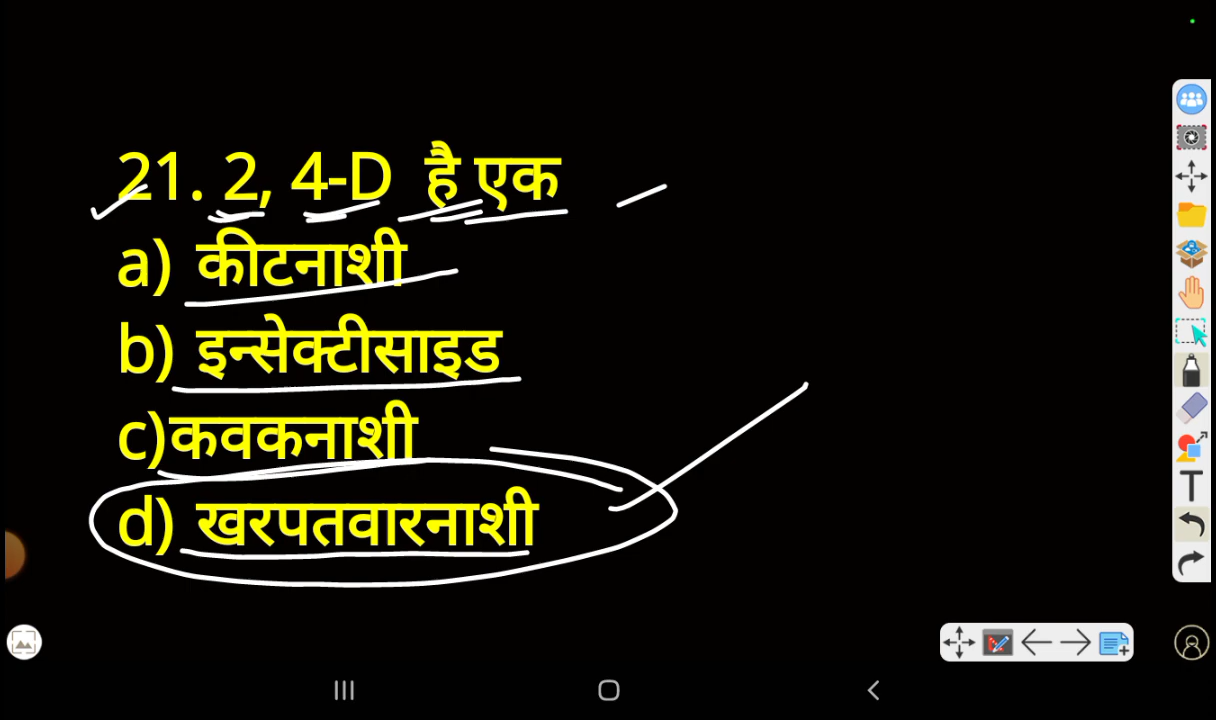 21. 2, 4-D है एक
a) कीटनाशी
b) इन्सेक्टीसाइड
c)कवकनाशी
d) खरपतवारनाशी